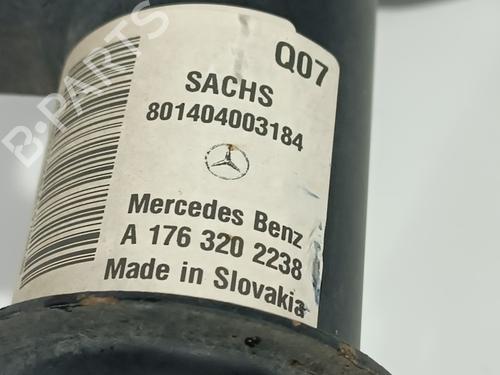 Q07
SACHS
801404003184
Mercedes Benz
A 176 320 2238
Made in Slovakia
B-PARTS